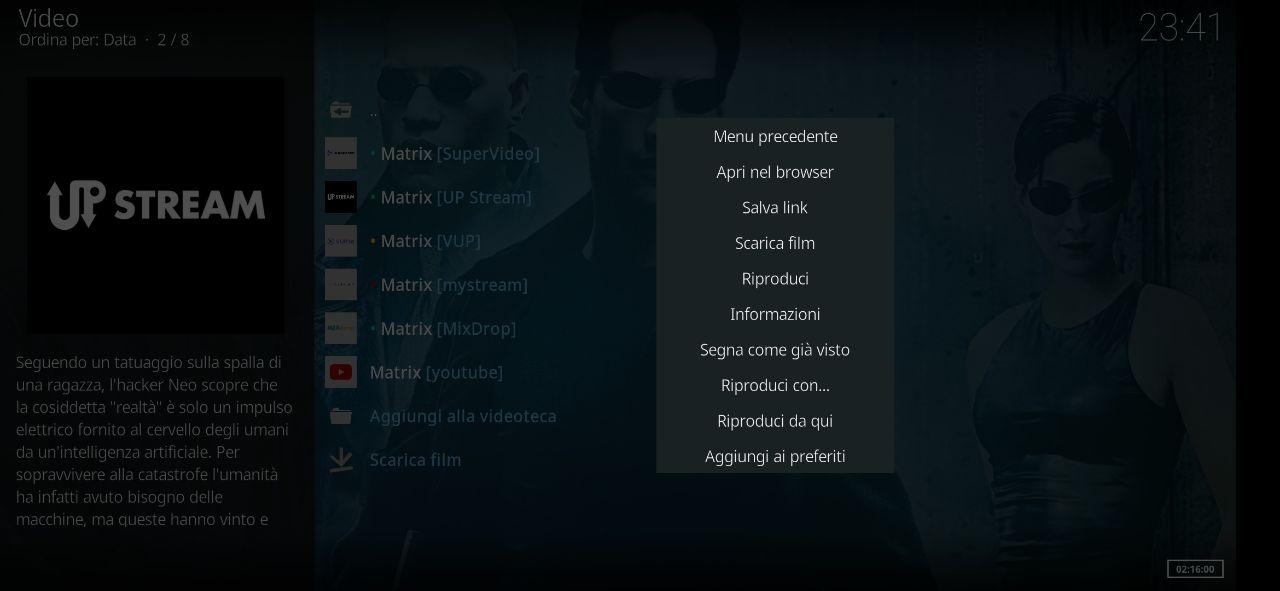 Video
Ordina per: Data · 2 / 8
23:41
UP STREAM
Seguendo un tatuaggio sulla spalla di
una ragazza, l'hacker Neo scopre che
la cosiddetta "realtà" è solo un impulso
elettrico fornito al cervello degli umani
da un'intelligenza artificiale. Per
sopravvivere alla catastrofe l'umanità
ha infatti avuto bisogno delle
macchine, ma queste hanno vinto e
..
• Matrix [SuperVideo]
UP STREAM
• Matrix [UP Stream]
• Matrix [VUP]
• Matrix [mystream]
• Matrix [MixDrop]
Matrix [youtube]
Aggiungi alla videoteca
Scarica film
Menu precedente
Apri nel browser
Salva link
Scarica film
Riproduci
Informazioni
Segna come già visto
Riproduci con...
Riproduci da qui
Aggiungi ai preferiti
02:16:00